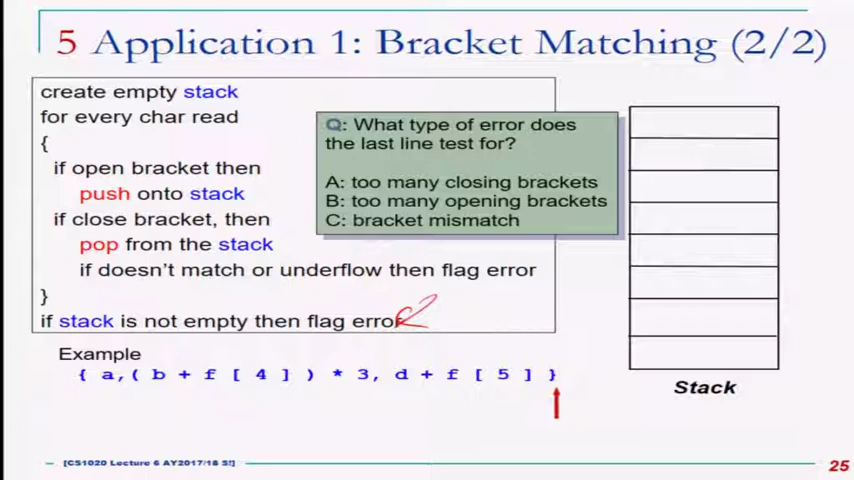 5 Application 1: Bracket Matching (2/2)
create empty stack
for every char read
{
if open bracket then
push onto stack
if close bracket, then
pop from the stack
if doesn't match or underflow then flag error
}
if stack is not empty then flag error
Q: What type of error does
the last line test for?
A: too many closing brackets
B: too many opening brackets
C: bracket mismatch
Example
{ a,( b + f [ 4 ] ) * 3, d + f [ 5 ] }
Stack
[CS1020 Lecture 6 AY2017/18 S!]
25